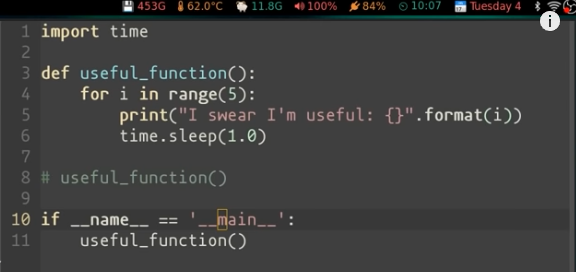 453G 62.0°C 11.8G 100% 84% 10:07 Tuesday 4
i
1 import time
2
3 def useful_function():
4     for i in range(5):
5         print("I swear I'm useful: {}".format(i))
6         time.sleep(1.0)
7
8 # useful_function()
9
10 if __name__ == '__main__':
11     useful_function()